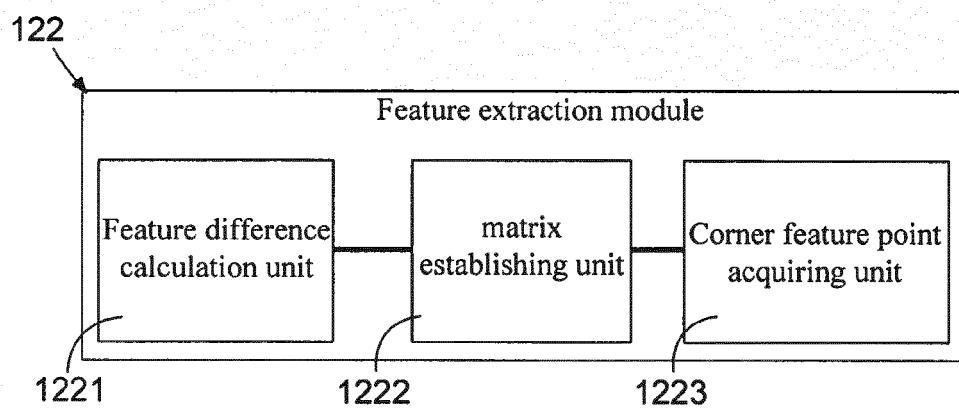 122
Feature extraction module
Feature difference
calculation unit
matrix
establishing unit
Corner feature point
acquiring unit
1221
1222
1223